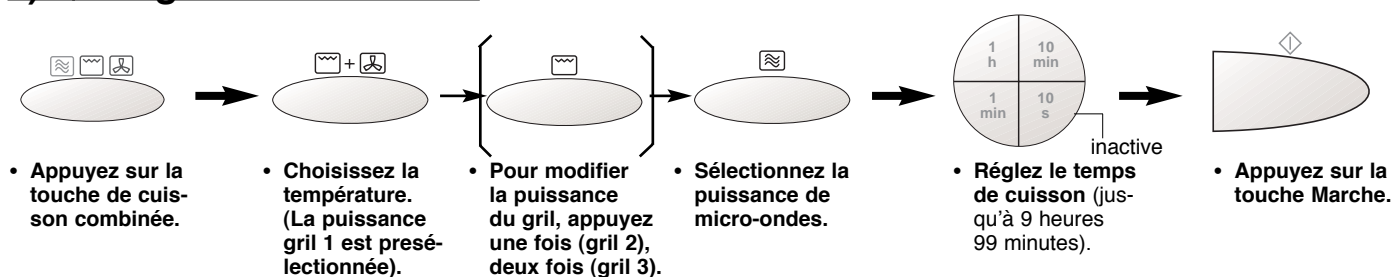 1
h
10
min
1
min
10
s
inactive
• Appuyez sur la
touche de cuis-
son combinée.
• Choisissez la
température.
(La puissance
gril 1 est presé-
lectionnée).
• Pour modifier
la puissance
du gril, appuyez
une fois (gril 2),
deux fois (gril 3).
• Sélectionnez la
puissance de
micro-ondes.
• Réglez le temps
de cuisson (jus-
qu'à 9 heures
99 minutes).
• Appuyez sur la
touche Marche.